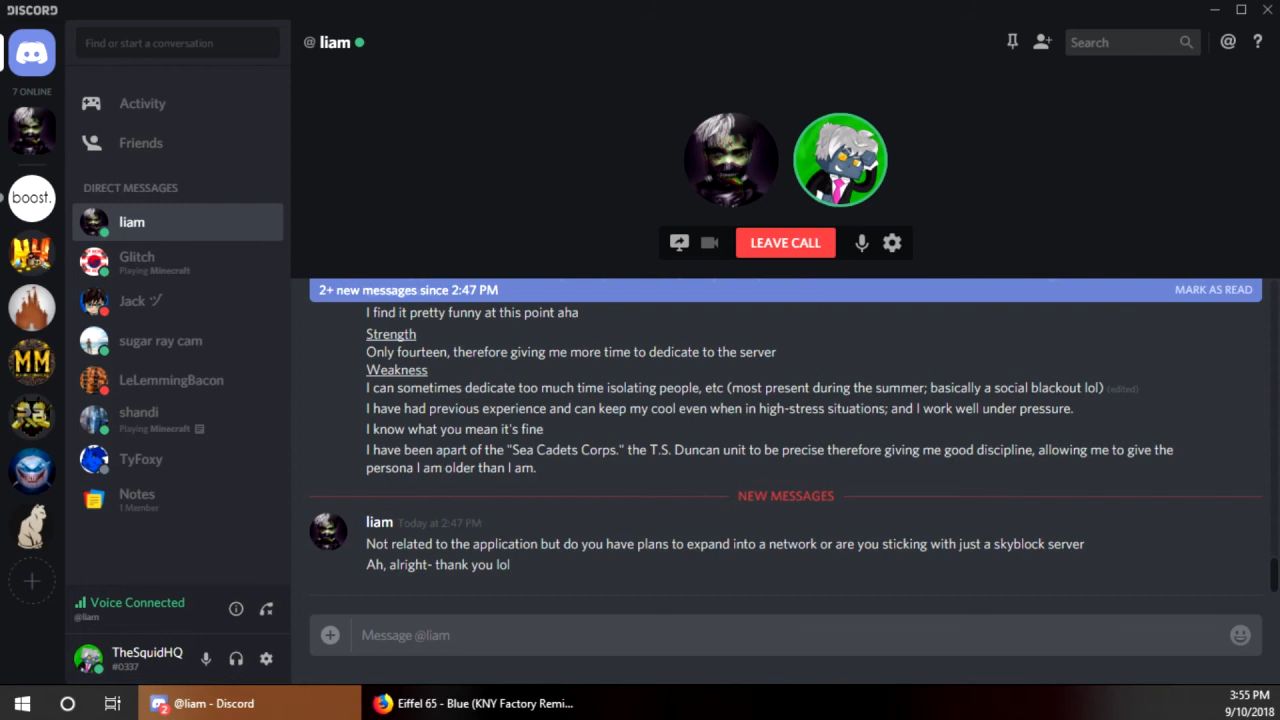 DISCORD
Find or start a conversation
@ liam
Search
@
?
7 ONLINE
Activity
Friends
boost.
DIRECT MESSAGES
liam
Glitch
Playing Minecraft
Jack ツ
sugar ray cam
MM
LeLemmingBacon
shandi
Playing Minecraft
TyFoxy
Notes
1 Member
LEAVE CALL
2+ new messages since 2:47 PM
MARK AS READ
I find it pretty funny at this point aha
Strength
Only fourteen, therefore giving me more time to dedicate to the server
Weakness
I can sometimes dedicate too much time isolating people, etc (most present during the summer; basically a social blackout lol) (edited)
I have had previous experience and can keep my cool even when in high-stress situations; and I work well under pressure.
I know what you mean it's fine
I have been apart of the "Sea Cadets Corps." the T.S. Duncan unit to be precise therefore giving me good discipline, allowing me to give the
persona I am older than I am.
NEW MESSAGES
liam Today at 2:47 PM
Not related to the application but do you have plans to expand into a network or are you sticking with just a skyblock server
Ah, alright- thank you lol
Voice Connected
@liam
TheSquidHQ
#0337
Message @liam
2
@liam - Discord
Eiffel 65 - Blue (KNY Factory Remi...
3:55 PM
9/10/2018